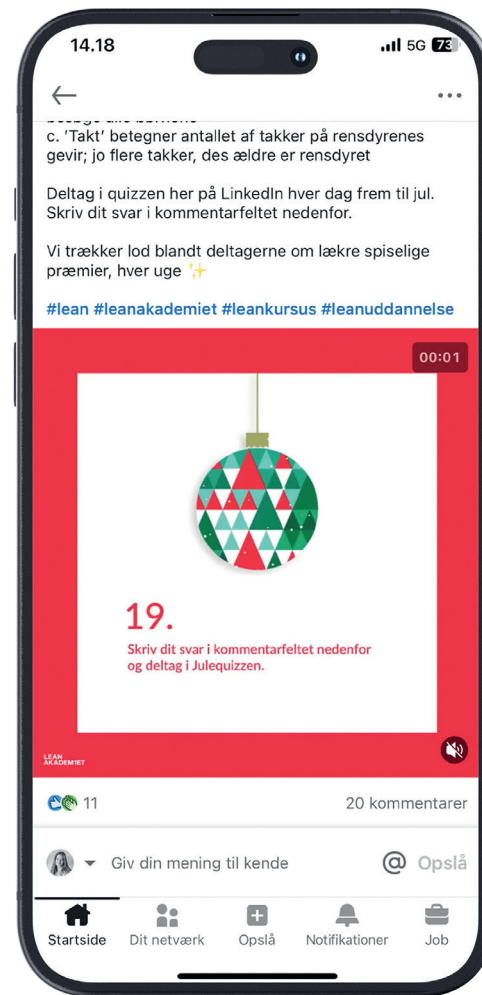 14.18
5G 73
c. 'Takt' betegner antallet af takker på rensdyrenes
gevir; jo flere takker, des ældre er rensdyret
Deltag i quizzen her på LinkedIn hver dag frem til jul.
Skriv dit svar i kommentarfeltet nedenfor.
Vi trækker lod blandt deltagerne om lækre spiselige
præmier, hver uge ✨
#lean #leanakademiet #leankursus #leanuddannelse
00:01
19.
Skriv dit svar i kommentarfeltet nedenfor
og deltag i Julequizzen.
LEAN
AKADEM1ET
11
20 kommentarer
Giv din mening til kende
@ Opslå
Startside
Dit netværk
Opslå
Notifikationer
Job